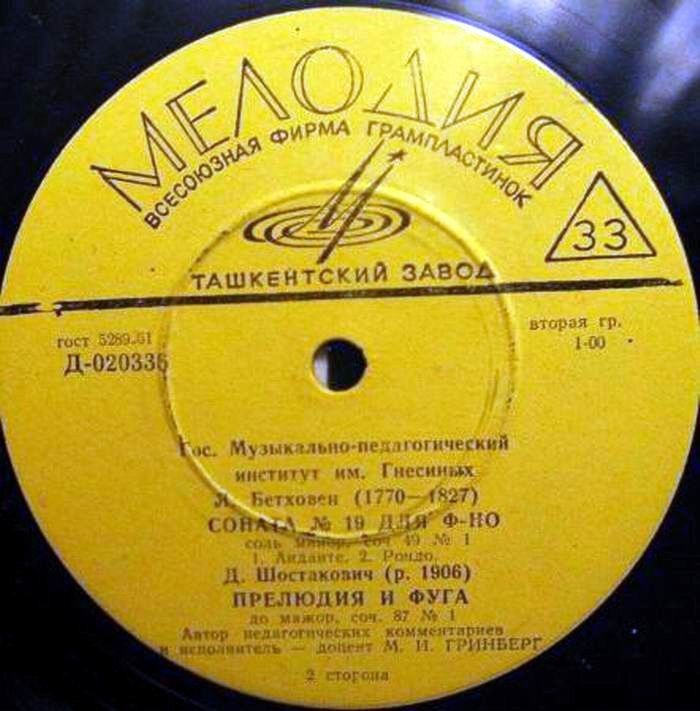 МЕЛОДИЯ
ВСЕСОЮЗНАЯ ФИРМА ГРАМПЛАСТИНОК
33
ТАШКЕНТСКИЙ ЗАВОД
гост 5289.61
Д-020336
вторая гр.
1-00
Гос. Музыкально-педагогический
институт им. Гнесиных
Л. Бетховен (1770—1827)
СОНАТА № 19 ДЛЯ Ф-НО
соль минор, соч 49 № 1
1. Анданте. 2. Рондо.
Д. Шостакович (р. 1906)
ПРЕЛЮДИЯ И ФУГА
до мажор, соч. 87 № 1
Автор педагогических комментариев
и исполнитель — доцент М. И. ГРИНБЕРГ
2 сторона